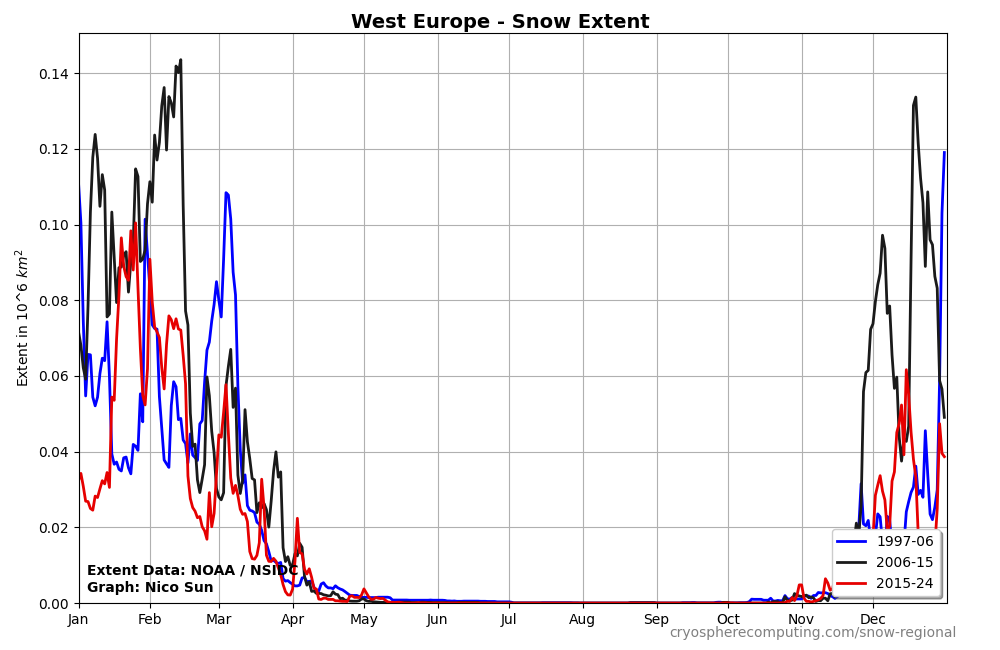 West Europe - Snow Extent
Extent in 10^6 km²
0.14
0.12
0.10
0.08
0.06
0.04
0.02
0.00
Extent Data: NOAA / NSIDC
Graph: Nico Sun
1997-06
2006-15
2015-24
Jan Feb Mar Apr May Jun Jul Aug Sep Oct Nov Dec
cryospherecomputing.com/snow-regional